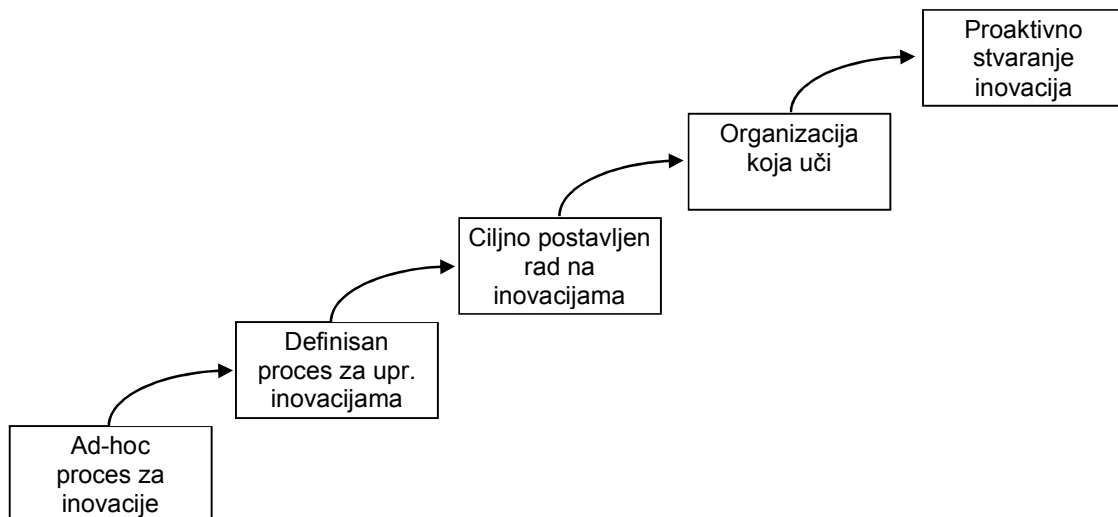 Proaktivno
stvaranje
inovacija
Organizacija
koja uči
Ciljno postavljen
rad na
inovacijama
Definisan
proces za upr.
inovacijama
Ad-hoc
proces za
inovacije